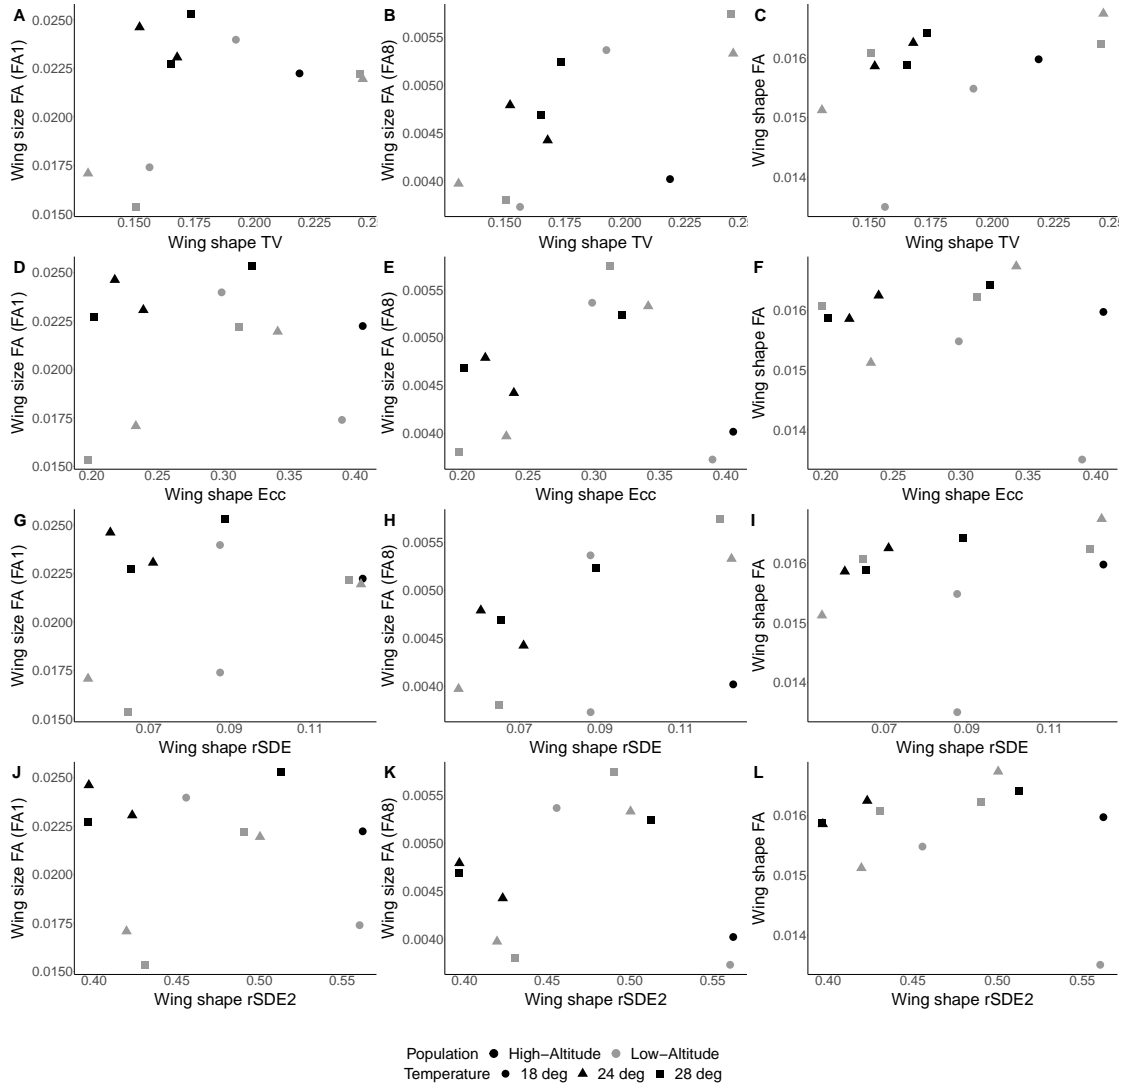 A
B
C
Wing size FA (FA1)
0.0250
0.0225
0.0200
0.0175
0.0150
0.150 0.175 0.200 0.225 0.25
Wing shape TV
Wing size FA (FA8)
0.0055
0.0050
0.0045
0.0040
0.150 0.175 0.200 0.225 0.25
Wing shape TV
Wing shape FA
0.016
0.015
0.014
0.150 0.175 0.200 0.225 0.25
Wing shape TV
D
E
F
Wing size FA (FA1)
0.0250
0.0225
0.0200
0.0175
0.0150
0.20 0.25 0.30 0.35 0.40
Wing shape Ecc
Wing size FA (FA8)
0.0055
0.0050
0.0045
0.0040
0.20 0.25 0.30 0.35 0.40
Wing shape Ecc
Wing shape FA
0.016
0.015
0.014
0.20 0.25 0.30 0.35 0.40
Wing shape Ecc
G
H
I
Wing size FA (FA1)
0.0250
0.0225
0.0200
0.0175
0.0150
0.07 0.09 0.11
Wing shape rSDE
Wing size FA (FA8)
0.0055
0.0050
0.0045
0.0040
0.07 0.09 0.11
Wing shape rSDE
Wing shape FA
0.016
0.015
0.014
0.07 0.09 0.11
Wing shape rSDE
J
K
L
Wing size FA (FA1)
0.0250
0.0225
0.0200
0.0175
0.0150
0.40 0.45 0.50 0.55
Wing shape rSDE2
Wing size FA (FA8)
0.0055
0.0050
0.0045
0.0040
0.40 0.45 0.50 0.55
Wing shape rSDE2
Wing shape FA
0.016
0.015
0.014
0.40 0.45 0.50 0.55
Wing shape rSDE2
Population High−Altitude Low−Altitude
Temperature 18 deg 24 deg 28 deg